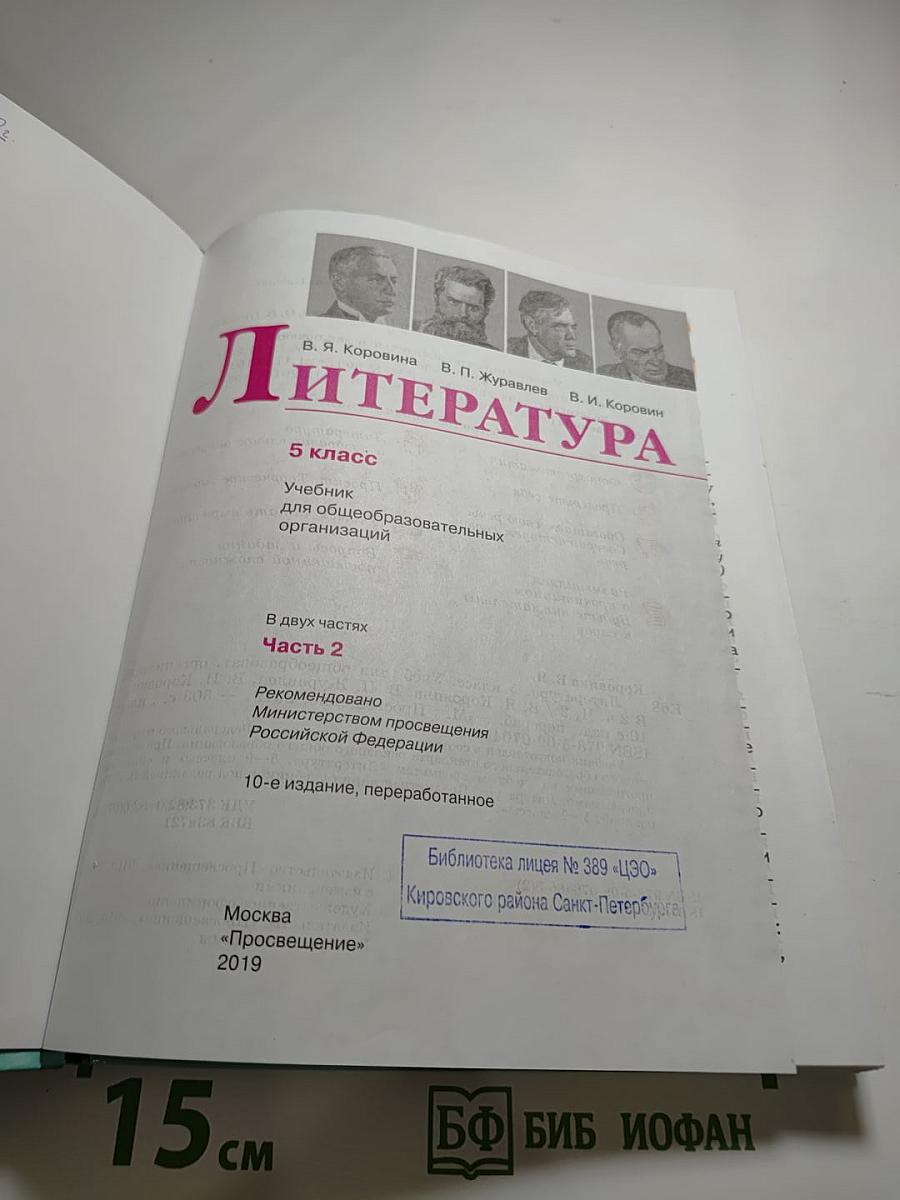 В. Я. Коровина В. П. Журавлев В. И. Коровин
ЛИТЕРАТУРА
5 класс
Учебник
для общеобразовательных
организаций
В двух частях
Часть 2
Рекомендовано
Министерством просвещения
Российской Федерации
10-е издание, переработанное
Библиотека лицея № 389 «ЦЭО»
Кировского района Санкт-Петербурга
Москва
«Просвещение»
2019
15 см
БФ БИБ ИОФАН